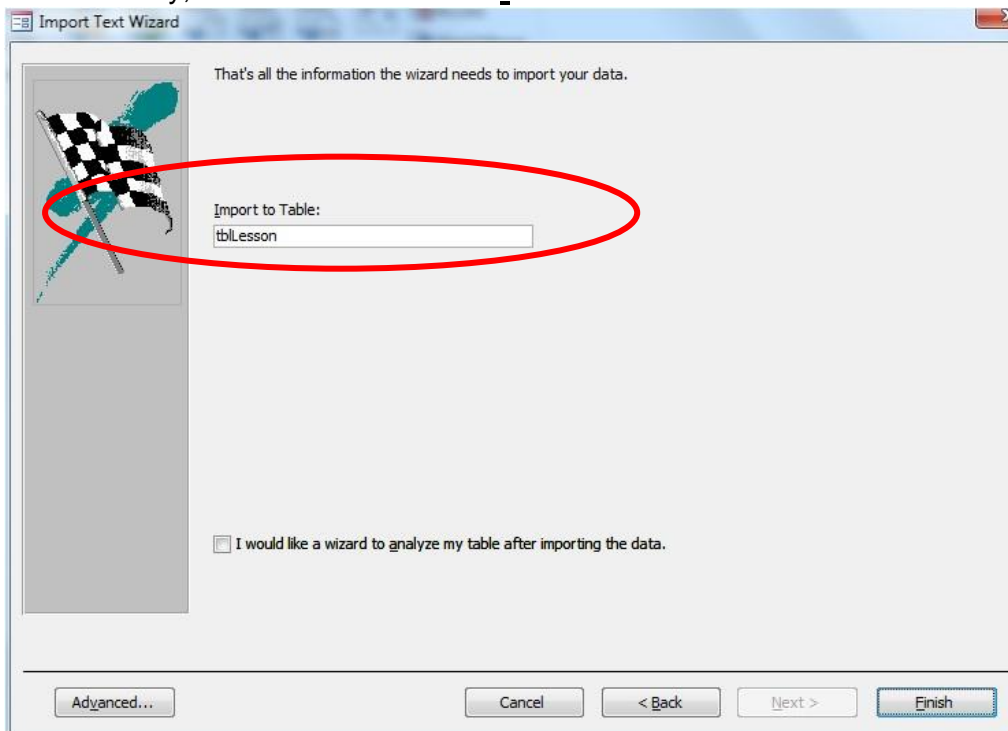 Import Text Wizard
That's all the information the wizard needs to import your data.
Import to Table:
tblLesson
I would like a wizard to analyze my table after importing the data.
Advanced...
Cancel
< Back
Next >
Finish